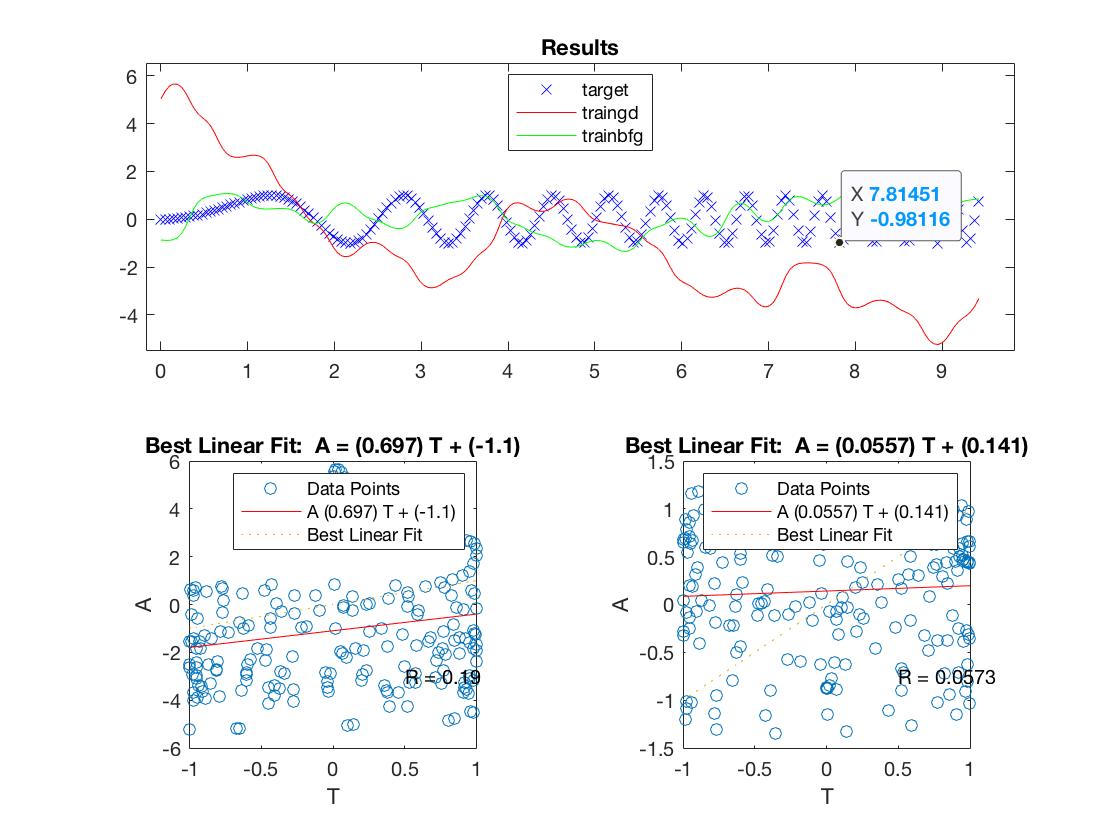 Results
6
4
2
0
-2
-4
target
traingd
trainbfg
X 7.81451
Y -0.98116
0 1 2 3 4 5 6 7 8 9
Best Linear Fit: A = (0.697) T + (-1.1)
6
4
2
0
-2
-4
-6
A
Data Points
A (0.697) T + (-1.1)
Best Linear Fit
R = 0.19
-1 -0.5 0 0.5 1
T
Best Linear Fit: A = (0.0557) T + (0.141)
1.5
1
0.5
0
-0.5
-1
-1.5
A
Data Points
A (0.0557) T + (0.141)
Best Linear Fit
R = 0.0573
-1 -0.5 0 0.5 1
T